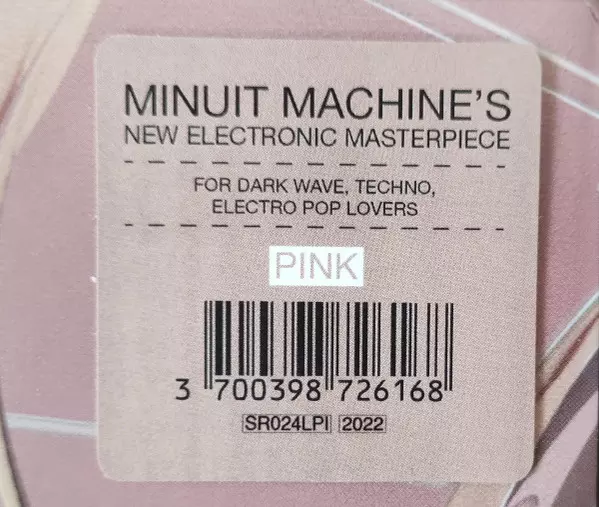 MINUIT MACHINE'S
NEW ELECTRONIC MASTERPIECE
FOR DARK WAVE, TECHNO,
ELECTRO POP LOVERS
PINK
3 700398 726168
SR024LPI 2022